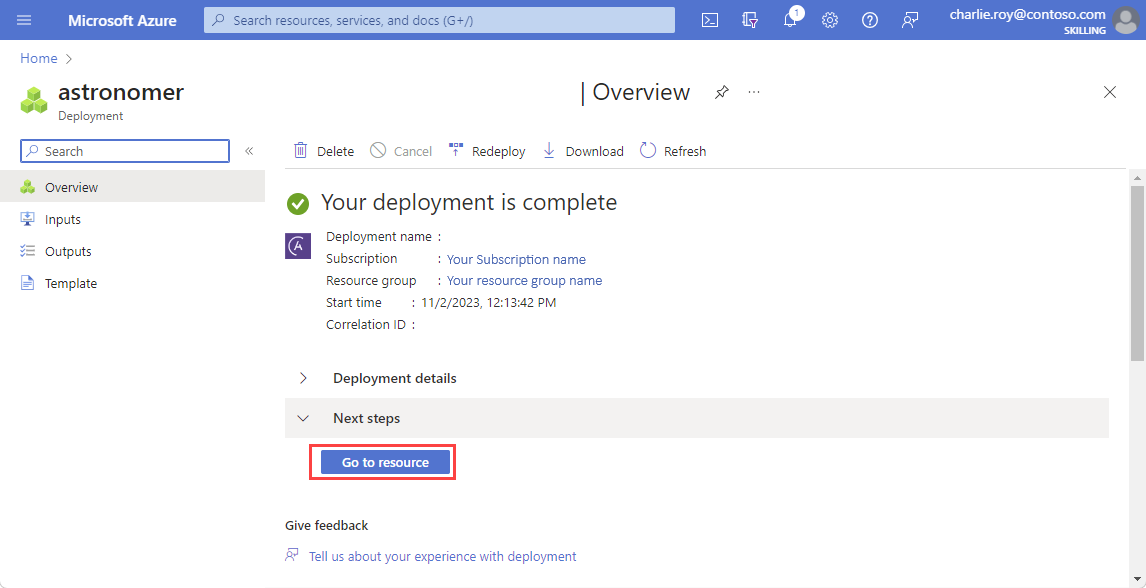 Microsoft Azure
Search resources, services, and docs (G+/)
1
charlie.roy@contoso.com
SKILLING
Home
astronomer
Deployment
| Overview
...
Search
«
Delete
Cancel
Redeploy
Download
Refresh
Overview
Inputs
Outputs
Template
Your deployment is complete
A
Deployment name :
Subscription : Your Subscription name
Resource group : Your resource group name
Start time : 11/2/2023, 12:13:42 PM
Correlation ID :
Deployment details
Next steps
Go to resource
Give feedback
Tell us about your experience with deployment